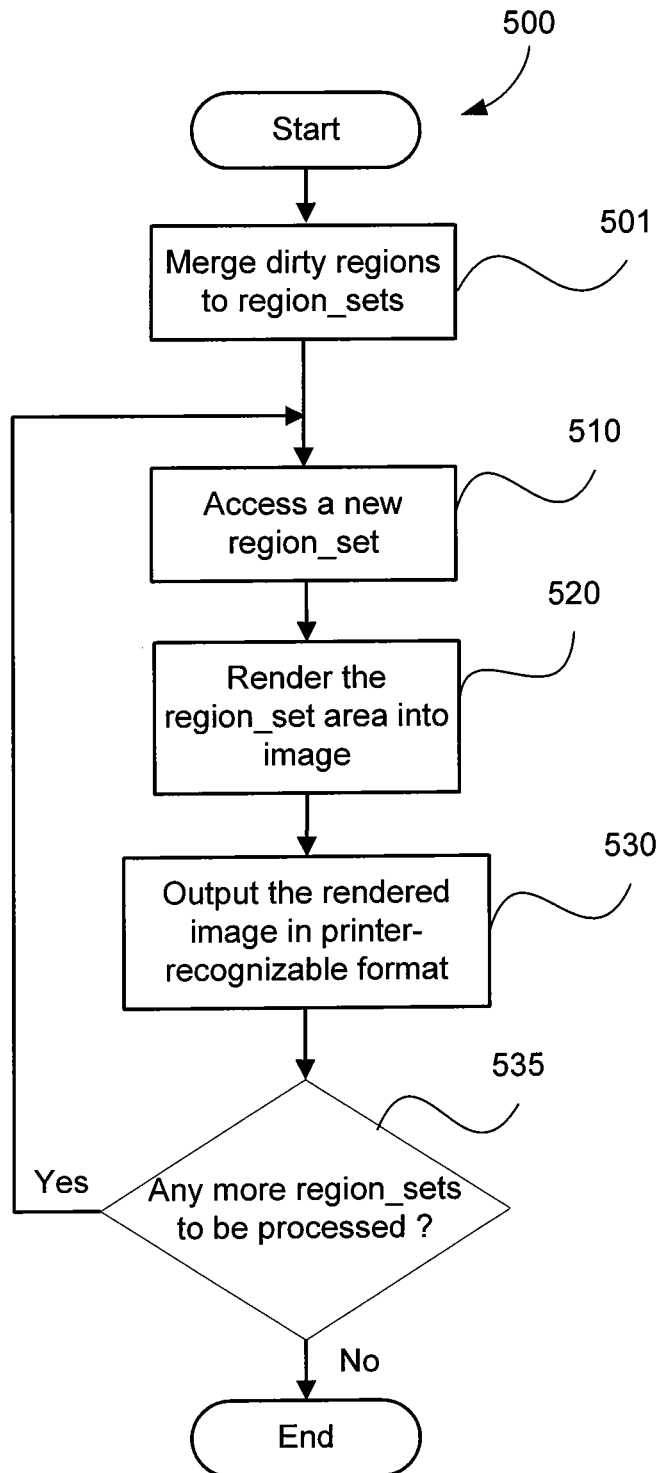 500
Start
501
Merge dirty regions
to region_sets
510
Access a new
region_set
520
Render the
region_set area into
image
530
Output the rendered
image in printer-
recognizable format
535
Yes
Any more region_sets
to be processed ?
No
End